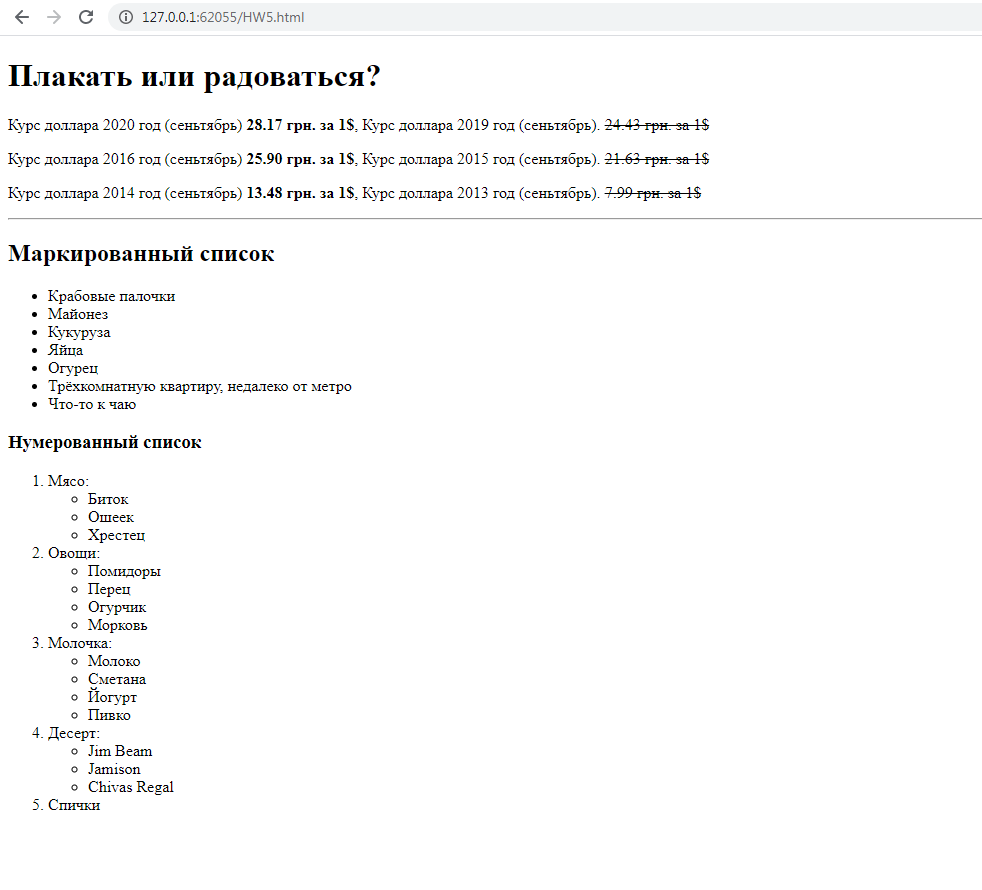 127.0.0.1:62055/HW5.html
Плакать или радоваться?
Курс доллара 2020 год (сеньтябрь) 28.17 грн. за 1$, Курс доллара 2019 год (сеньтябрь). 24.43 грн. за 1$
Курс доллара 2016 год (сеньтябрь) 25.90 грн. за 1$, Курс доллара 2015 год (сеньтябрь). 21.63 грн. за 1$
Курс доллара 2014 год (сеньтябрь) 13.48 грн. за 1$, Курс доллара 2013 год (сеньтябрь). 7.99 грн. за 1$
Маркированный список
• Крабовые палочки
• Майонез
• Кукуруза
• Яйца
• Огурец
• Трёхкомнатную квартиру, недалеко от метро
• Что-то к чаю
Нумерованный список
1. Мясо:
◦ Биток
◦ Ошеек
◦ Хрестец
2. Овощи:
◦ Помидоры
◦ Перец
◦ Огурчик
◦ Морковь
3. Молочка:
◦ Молоко
◦ Сметана
◦ Йогурт
◦ Пивко
4. Десерт:
◦ Jim Beam
◦ Jamison
◦ Chivas Regal
5. Спички